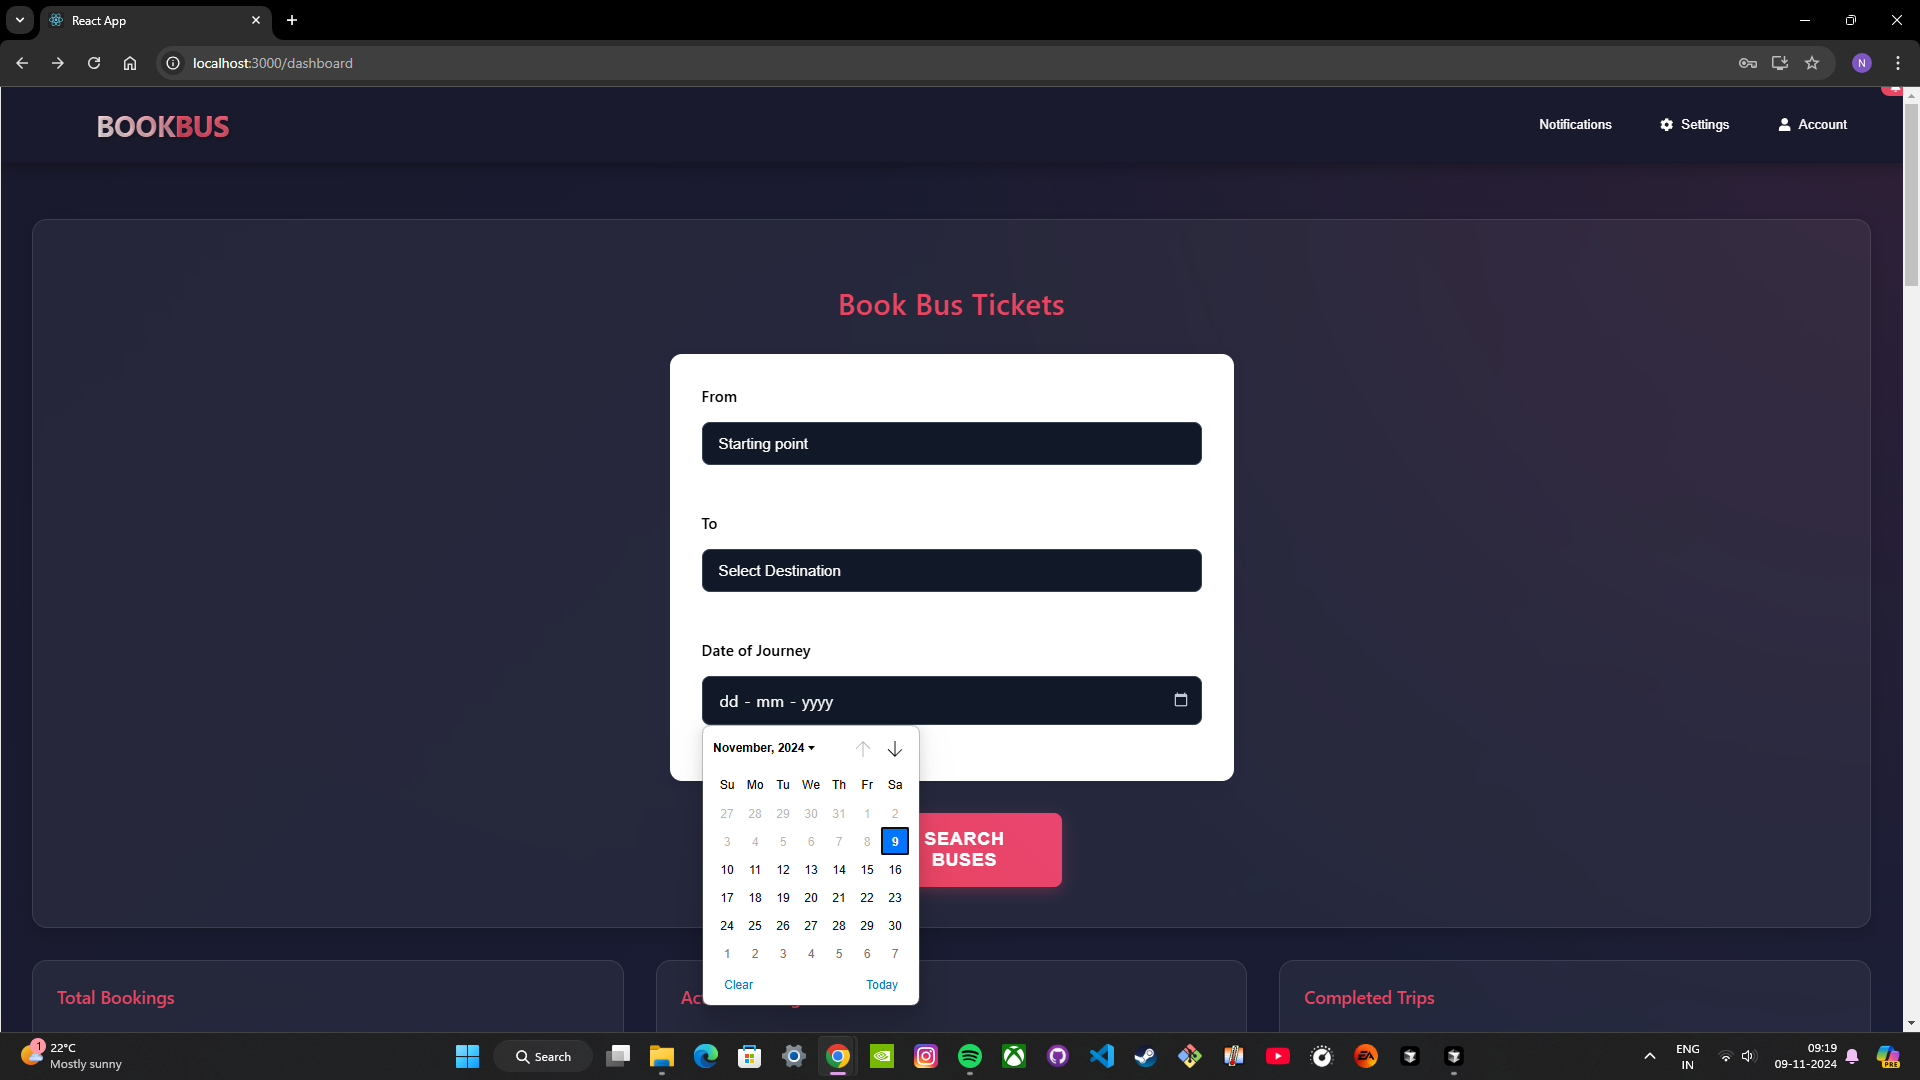 React App
localhost:3000/dashboard
N
BOOKBUS
Notifications
Settings
Account
Book Bus Tickets
From
Starting point
To
Select Destination
Date of Journey
dd - mm - yyyy
November, 2024
Su Mo Tu We Th Fr Sa
27 28 29 30 31 1 2
3 4 5 6 7 8 9
10 11 12 13 14 15 16
17 18 19 20 21 22 23
24 25 26 27 28 29 30
1 2 3 4 5 6 7
Clear Today
SEARCH
BUSES
Total Bookings
Completed Trips
1
22°C
Mostly sunny
Search
EA
ENG
IN
09:19
09-11-2024
PRE